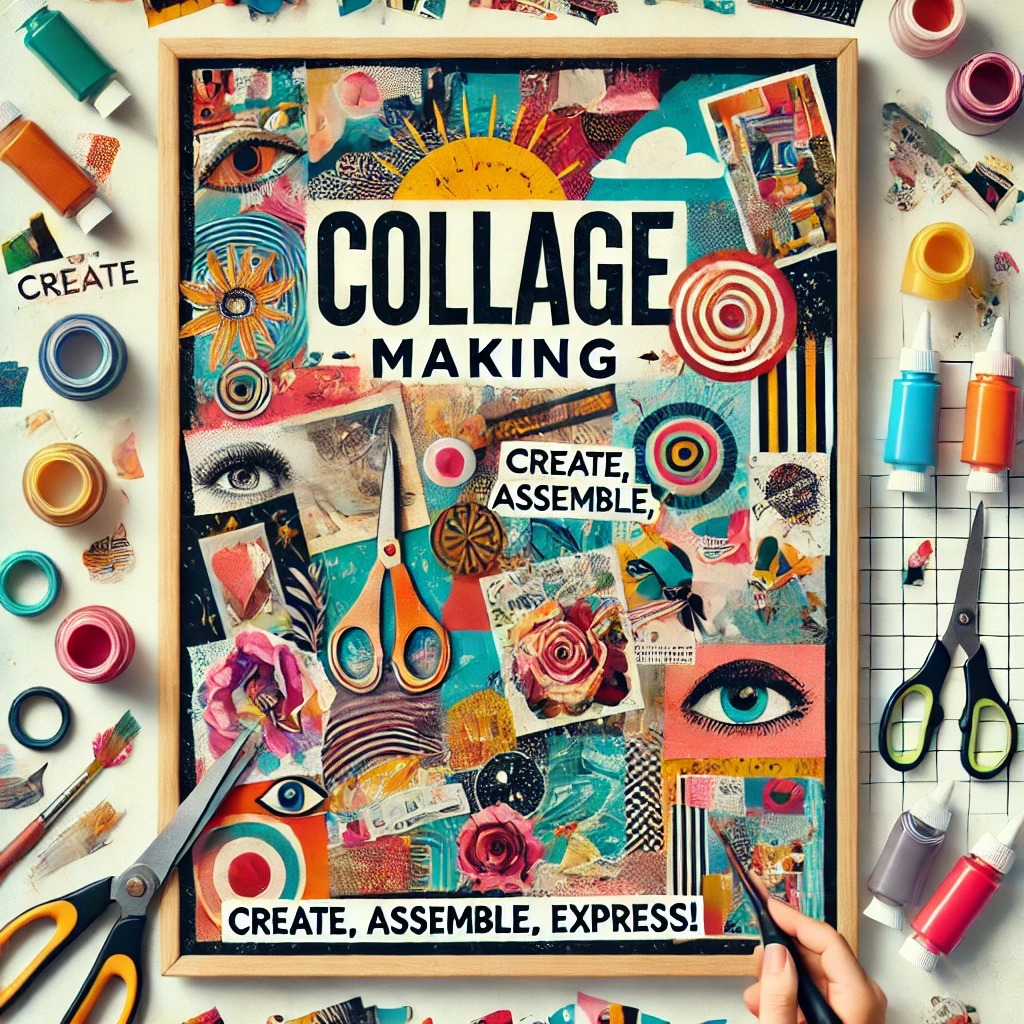 COLLAGE
MAKING
CREATE
CREATE,
ASSEMBLE,
CREATE, ASSEMBLE, EXPRESS!